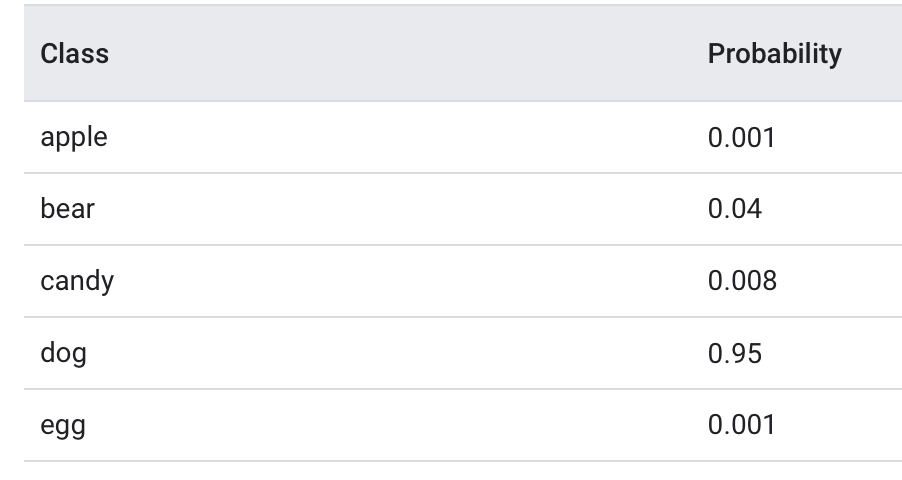 Class Probability
apple 0.001
bear 0.04
candy 0.008
dog 0.95
egg 0.001